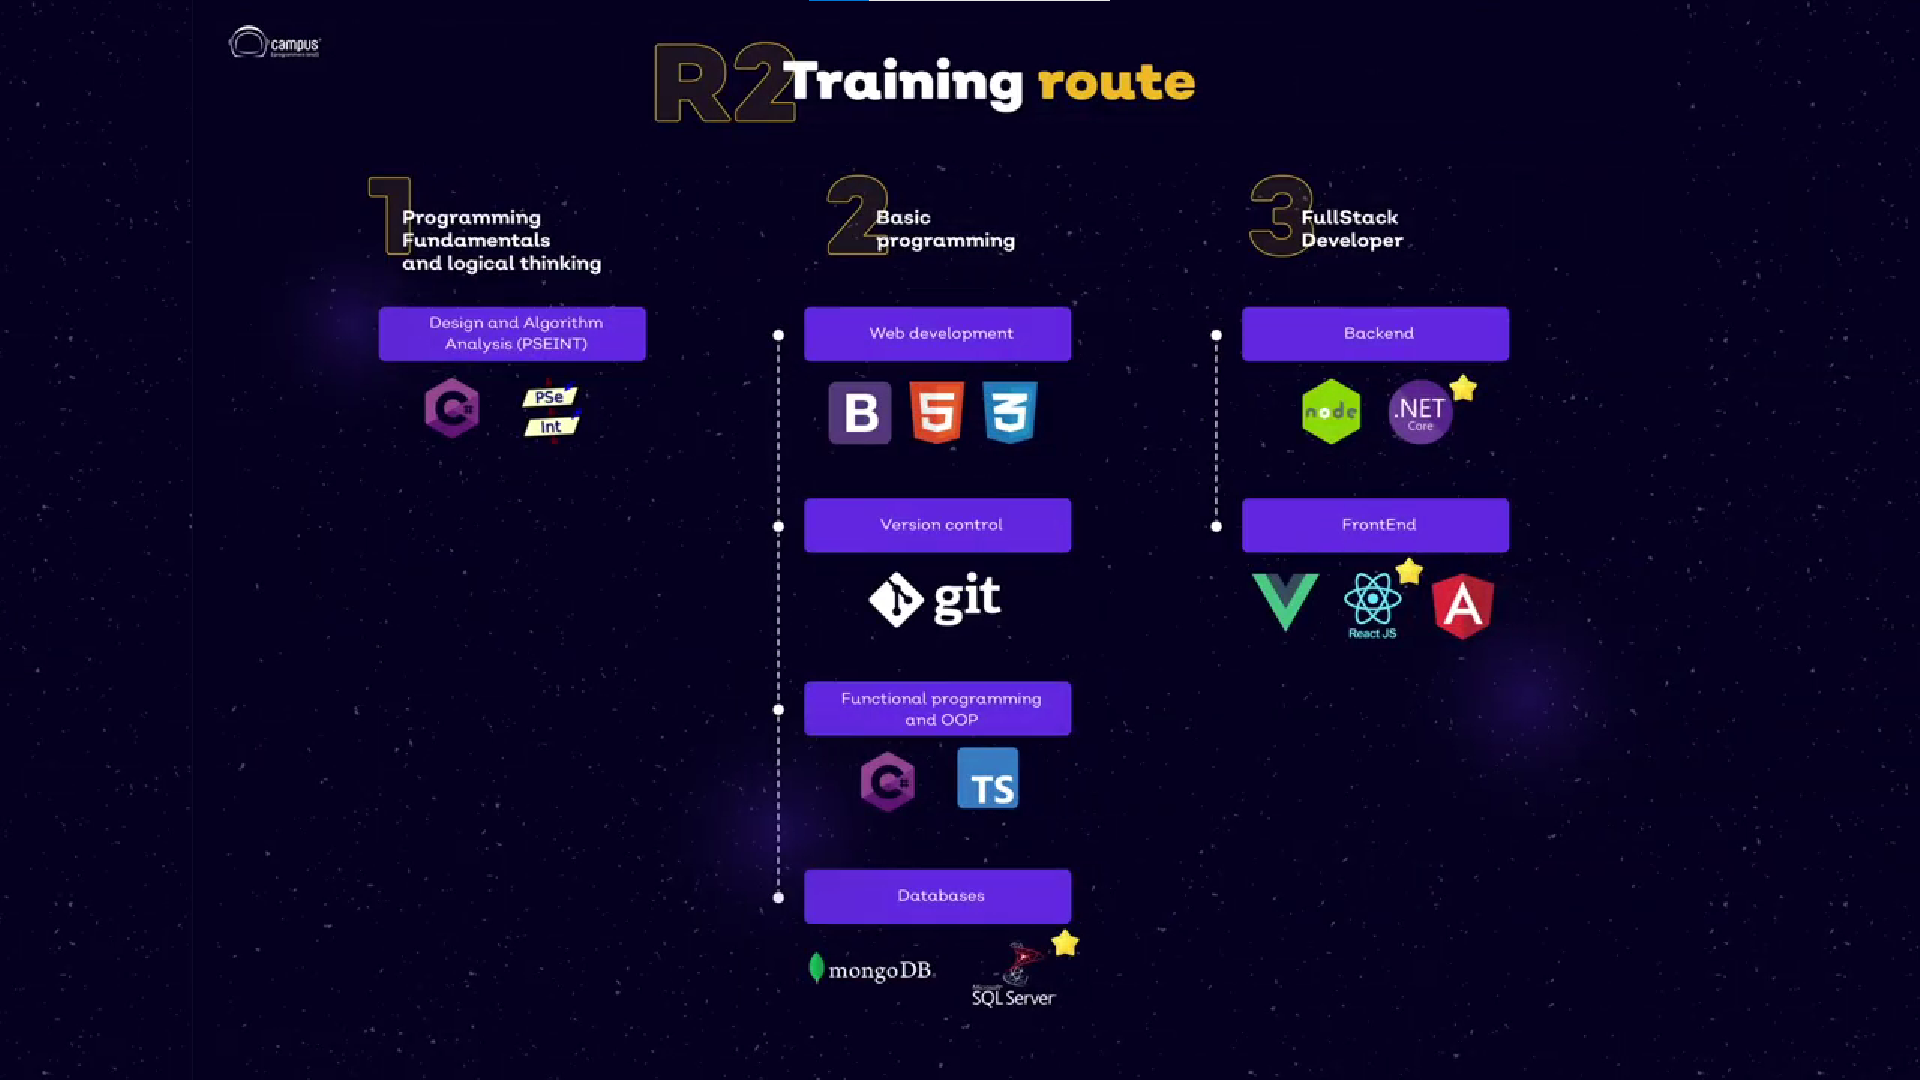 campus
R2 Training route
1
Programming
Fundamentals
and logical thinking
Design and Algorithm
Analysis (PSEINT)
C#
PSe
Int
2
Basic
programming
Web development
B
5
3
Version control
git
Functional programming
and OOP
C#
TS
Databases
mongoDB
Microsoft
SQL Server
3
FullStack
Developer
Backend
node
.NET
Core
FrontEnd
React JS
A